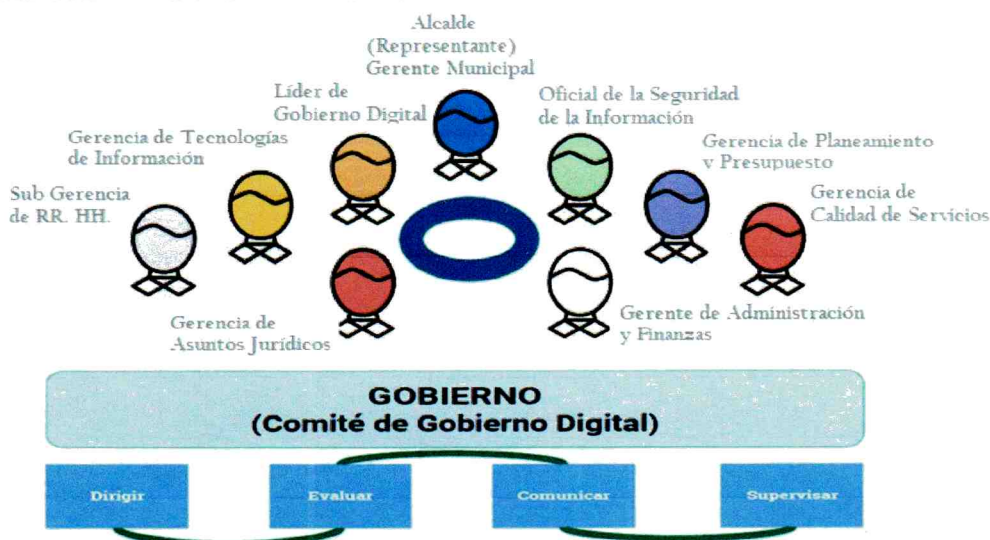 Alcalde
(Representante)
Gerente Municipal
Líder de
Gobierno Digital
Oficial de la Seguridad
de la Información
Gerencia de Tecnologías
de Información
Gerencia de Planeamiento
y Presupuesto
Sub Gerencia
de RR. HH.
Gerencia de
Calidad de Servicios
Gerencia de
Asuntos Jurídicos
Gerente de Administración
y Finanzas
GOBIERNO
(Comité de Gobierno Digital)
Dirigir
Evaluar
Comunicar
Supervisar